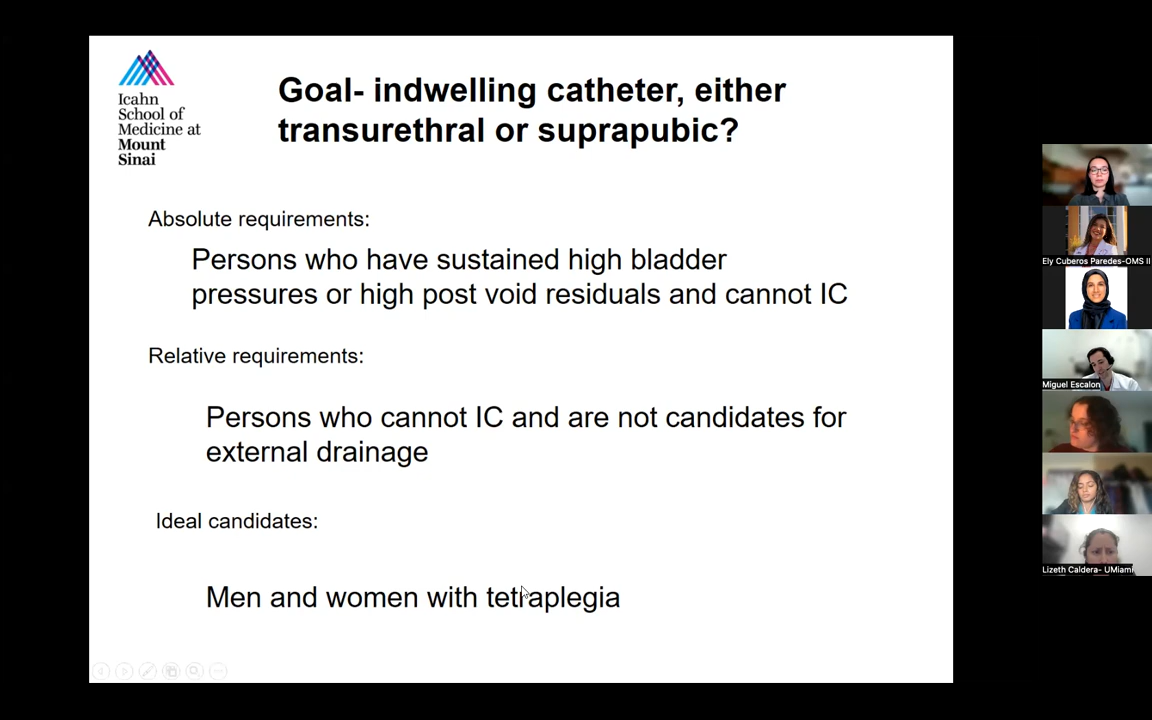 Icahn
School of
Medicine at
Mount
Sinai
Goal- indwelling catheter, either
transurethral or suprapubic?
Absolute requirements:
Persons who have sustained high bladder
pressures or high post void residuals and cannot IC
Relative requirements:
Persons who cannot IC and are not candidates for
external drainage
Ideal candidates:
Men and women with tetraplegia
Ely Cuberos Paredes-OMS II
Miguel Escalon
Lizeth Caldera- UMiami